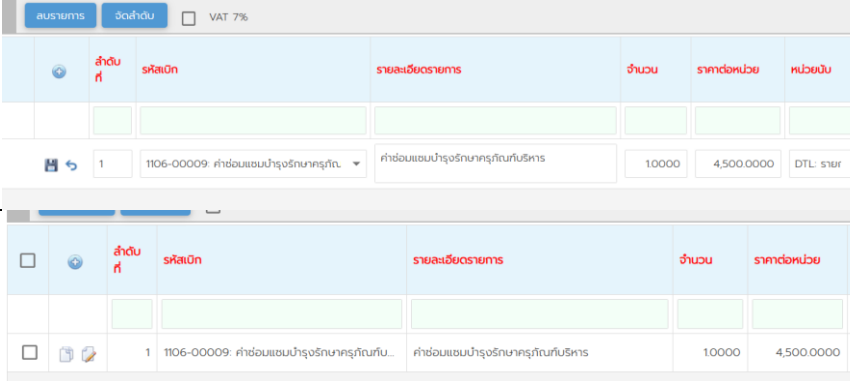 ลบรายการ จัดลำดับ VAT 7%
ลำดับที่ รหัสเบิก รายละเอียดรายการ จำนวน ราคาต่อหน่วย หน่วยนับ
1 1106-00009: ค่าซ่อมแซมบำรุงรักษาครุภัณ ค่าซ่อมแซมบำรุงรักษาครุภัณฑ์บริหาร 1.0000 4,500.0000 DTL: ราย
ลำดับที่ รหัสเบิก รายละเอียดรายการ จำนวน ราคาต่อหน่วย
1 1106-00009: ค่าซ่อมแซมบำรุงรักษาครุภัณฑ์บ... ค่าซ่อมแซมบำรุงรักษาครุภัณฑ์บริหาร 1.0000 4,500.0000